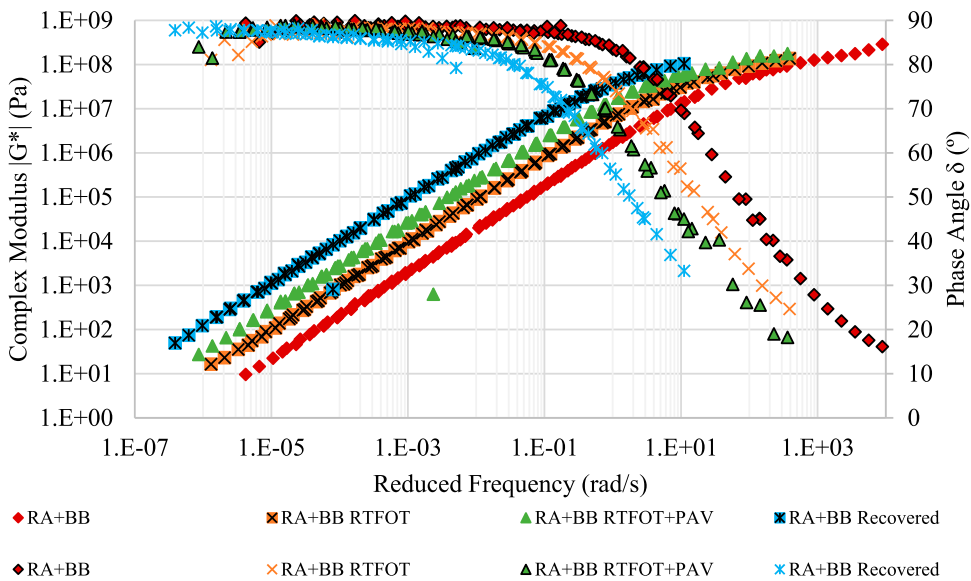 1.E+09 90
1.E+08 80
1.E+07 70
1.E+06 60
1.E+05 50
1.E+04 40
1.E+03 30
1.E+02 20
1.E+01 10
1.E+00 0
Complex Modulus |G*| (Pa)
Phase Angle δ (º)
1.E-07 1.E-05 1.E-03 1.E-01 1.E+01 1.E+03
Reduced Frequency (rad/s)
RA+BB RA+BB RTFOT RA+BB RTFOT+PAV RA+BB Recovered
RA+BB RA+BB RTFOT RA+BB RTFOT+PAV RA+BB Recovered